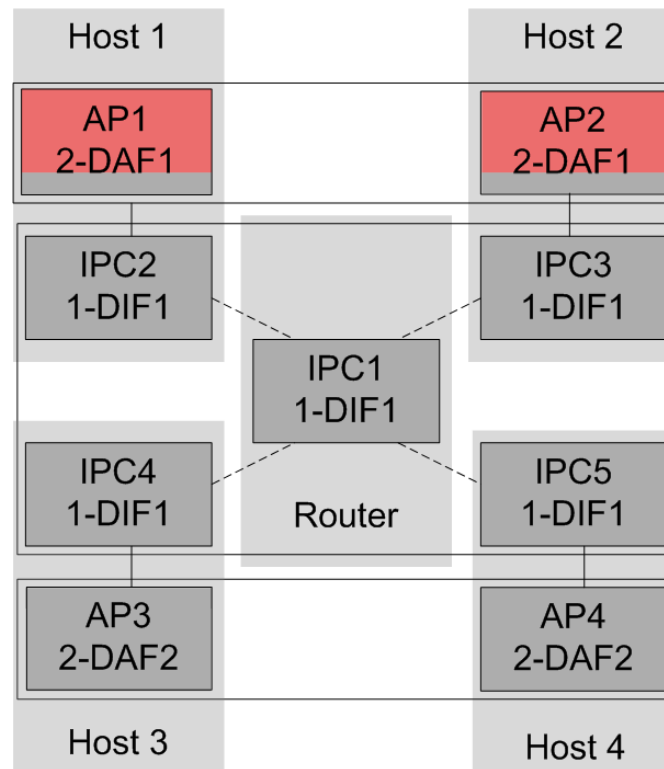 Host 1
Host 2
AP1
2-DAF1
AP2
2-DAF1
IPC2
1-DIF1
IPC3
1-DIF1
IPC1
1-DIF1
IPC4
1-DIF1
IPC5
1-DIF1
Router
AP3
2-DAF2
AP4
2-DAF2
Host 3
Host 4